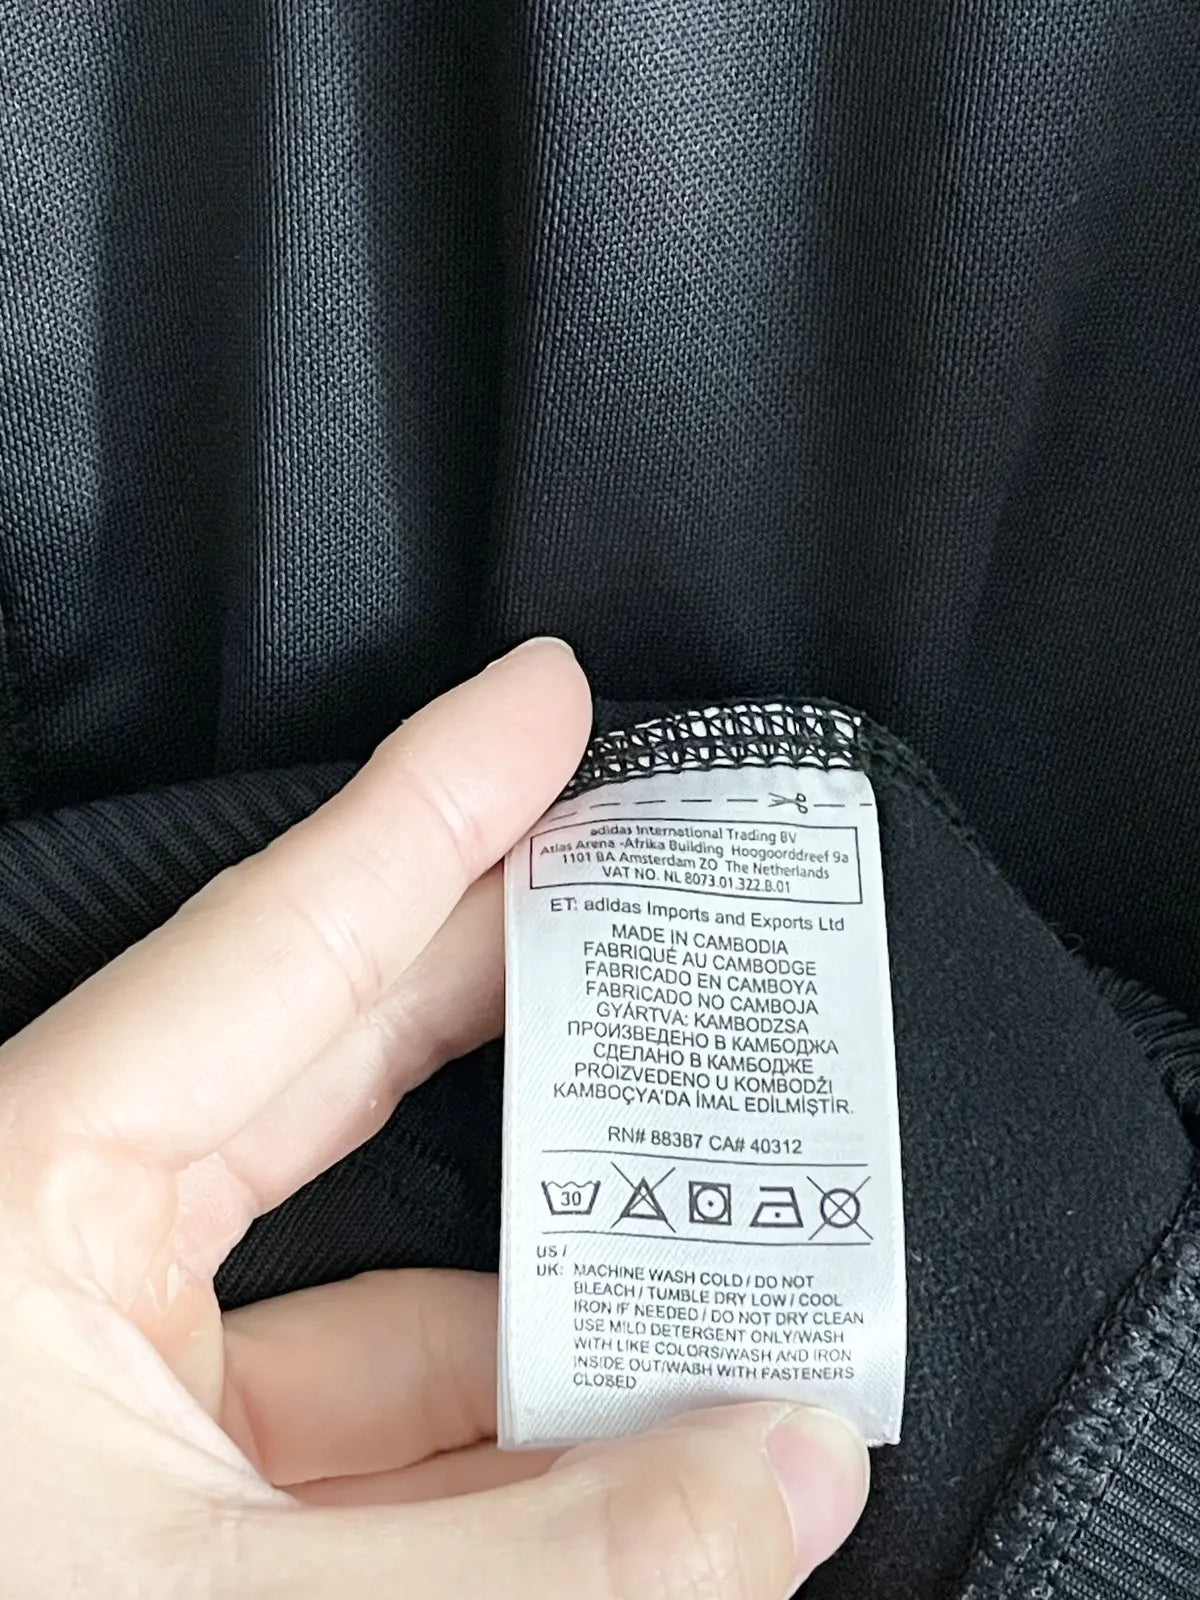 adidas International Trading BV
Atlas Arena -Afrika Building Hoogoorddreef 9a
1101 BA Amsterdam ZO The Netherlands
VAT NO. NL 8073.01.322.B.01
ET: adidas Imports and Exports Ltd
MADE IN CAMBODIA
FABRIQUÉ AU CAMBODGE
FABRICADO EN CAMBOYA
FABRICADO NO CAMBOJA
GYÁRTVA: KAMBODZSA
ПРОИЗВЕДЕНО В КАМБОДЖА
СДЕЛАНО В КАМБОДЖЕ
PROIZVEDENO U KOMBODŽI
KAMBOÇYA'DA İMAL EDİLMİŞTİR.
RN# 88387 CA# 40312
30
US /
UK: MACHINE WASH COLD / DO NOT
BLEACH / TUMBLE DRY LOW / COOL
IRON IF NEEDED / DO NOT DRY CLEAN
USE MILD DETERGENT ONLY/WASH
WITH LIKE COLORS/WASH AND IRON
INSIDE OUT/WASH WITH FASTENERS
CLOSED